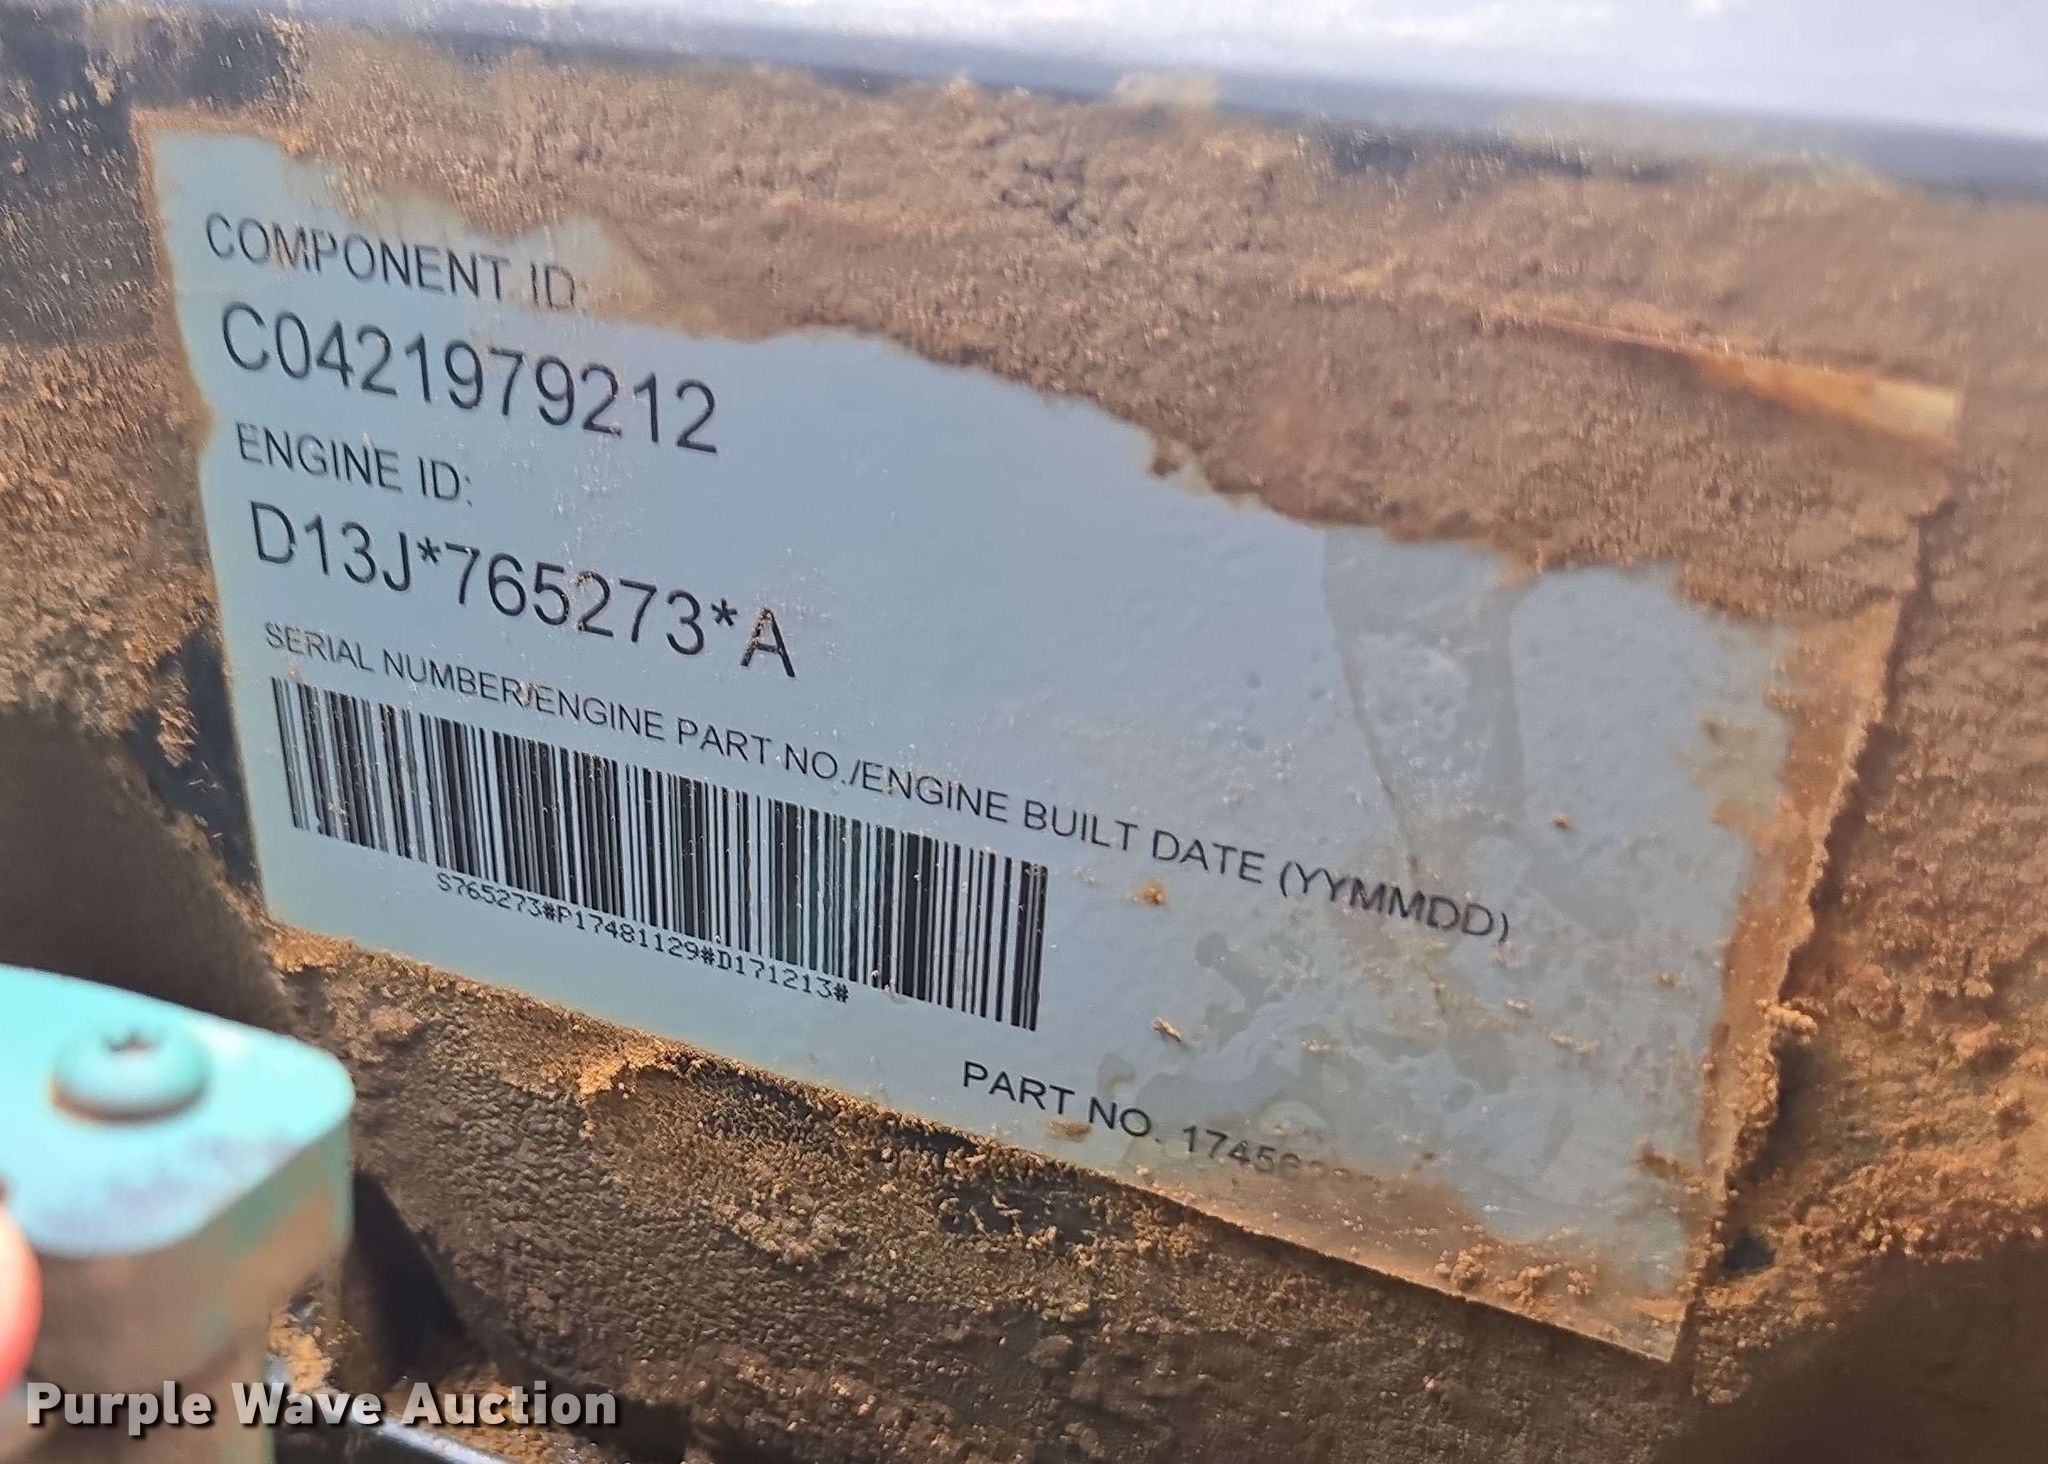 COMPONENT ID:
C0421979212
ENGINE ID:
D13J*765273*A
SERIAL NUMBER/ENGINE PART NO./ENGINE BUILT DATE (YYMMDD)
S765273#P17481129#D171213#
PART NO.
Purple Wave Auction